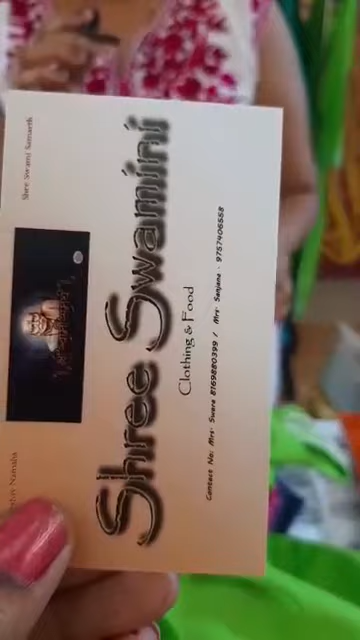 Shree Swami Samarth
Shree Swamini
Clothing & Food
Contact No: Mrs. Swara 8169880399 / Mrs. Sanjana - 9757406558